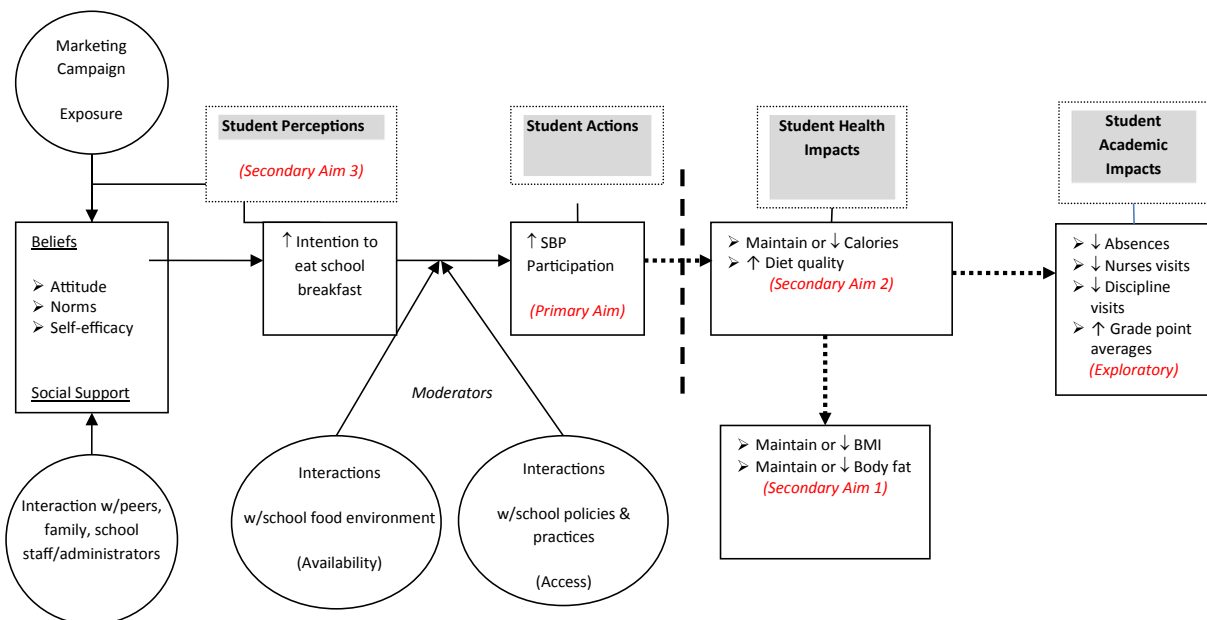 Marketing
Campaign
Exposure
Student Perceptions
(Secondary Aim 3)
Student Actions
Student Health
Impacts
Student
Academic
Impacts
Beliefs
➢ Attitude
➢ Norms
➢ Self-efficacy
Social Support
↑ Intention to
eat school
breakfast
↑ SBP
Participation
(Primary Aim)
➢ Maintain or ↓ Calories
➢ ↑ Diet quality
(Secondary Aim 2)
➢ ↓ Absences
➢ ↓ Nurses visits
➢ ↓ Discipline
visits
➢ ↑ Grade point
averages
(Exploratory)
Moderators
Interaction w/peers,
family, school
staff/administrators
Interactions
w/school food environment
(Availability)
Interactions
w/school policies &
practices
(Access)
➢ Maintain or ↓ BMI
➢ Maintain or ↓ Body fat
(Secondary Aim 1)